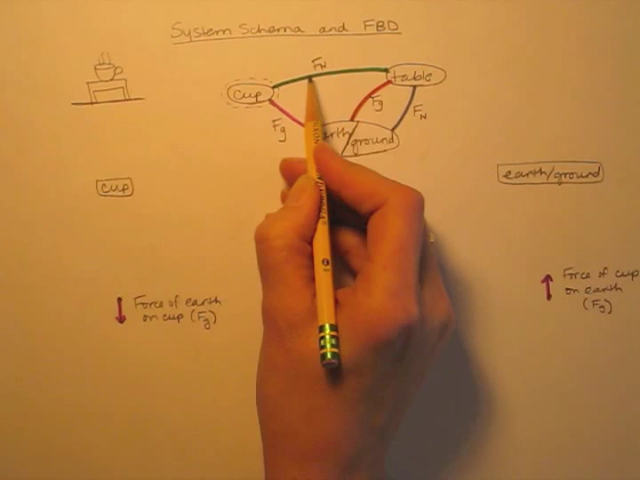 System Schema and FBD
FN
cup
table
Fg
Fg
FN
ground
cup
earth/ground
Force of earth
on cup (Fg)
Force of cup
on earth
(Fg)